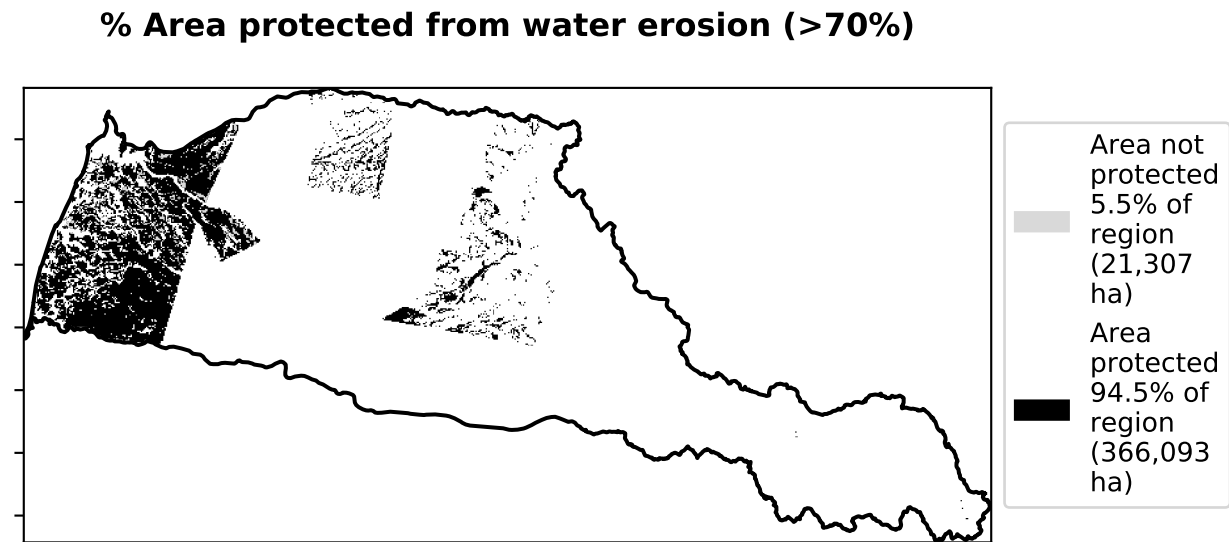 % Area protected from water erosion (>70%)
Area not
protected
5.5% of
region
(21,307
ha)
Area
protected
94.5% of
region
(366,093
ha)